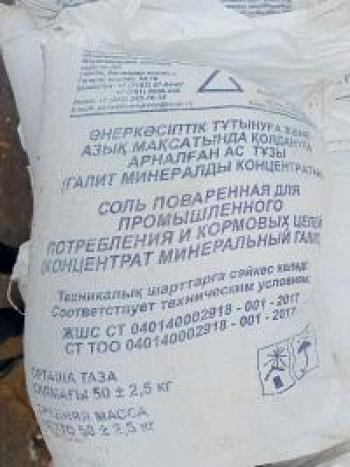 ӨНЕРКӘСІПТІК ТҰТЫНУҒА ЖӘНЕ
АЗЫҚ МАҚСАТЫНДА ҚОЛДАНУҒА
АРНАЛҒАН АС ТҰЗЫ
(ГАЛИТ МИНЕРАЛДЫ КОНЦЕНТРАТ)
СОЛЬ ПОВАРЕННАЯ ДЛЯ
ПРОМЫШЛЕННОГО
ПОТРЕБЛЕНИЯ И КОРМОВЫХ ЦЕЛЕЙ
(КОНЦЕНТРАТ МИНЕРАЛЬНЫЙ ГАЛИТ
Техникалық шарттарға сәйкес келеді
Соответствует техническим условиям:
ЖШС СТ 040140002918 - 001 - 2017
СТ ТОО 040140002918 - 001 - 2017
ОРТАША ТАЗА
САЛМАҒЫ 50 ± 2,5 КГ
СРЕДНЯЯ МАССА
НЕТТО 50 ± 2,5 КГ